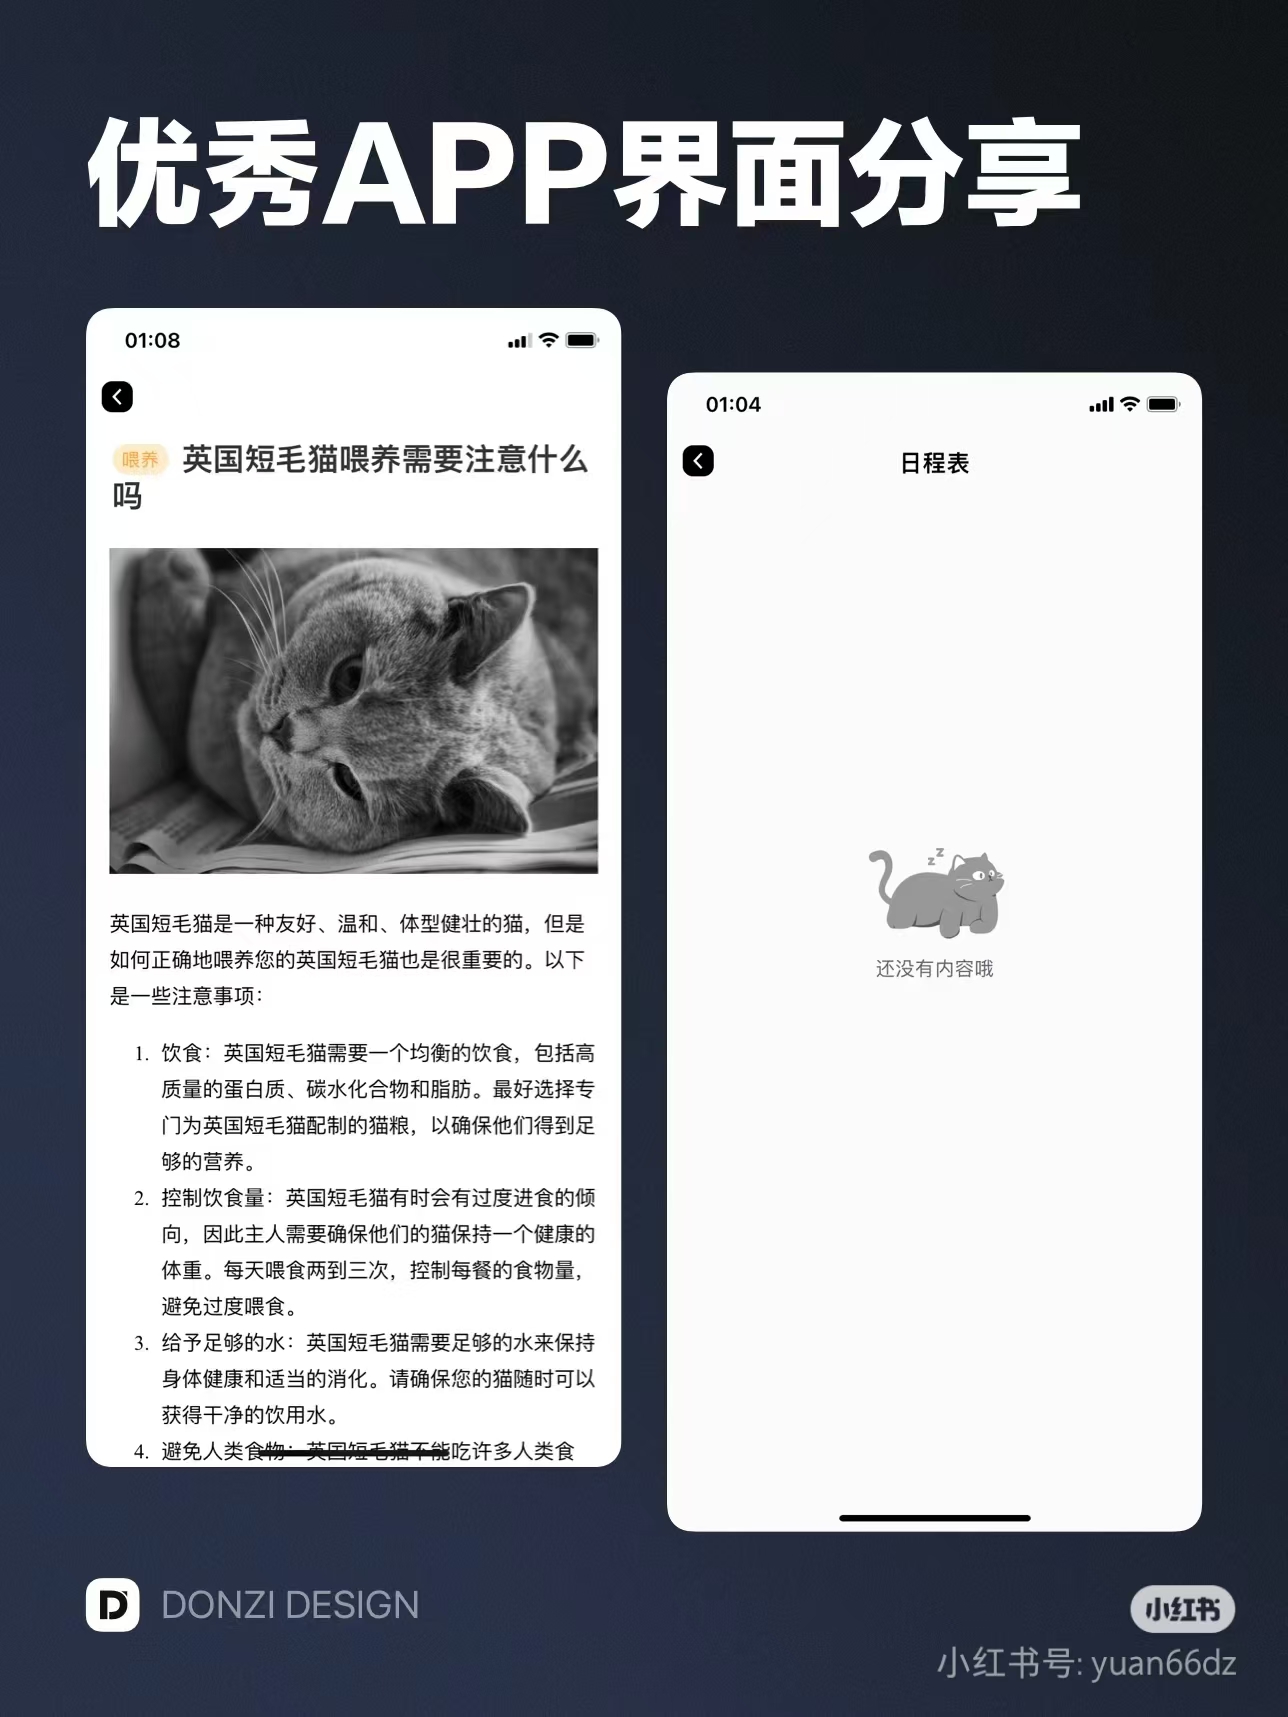 优秀APP界面分享
01:08
喂养 英国短毛猫喂养需要注意什么
吗
英国短毛猫是一种友好、温和、体型健壮的猫，但是
如何正确地喂养您的英国短毛猫也是很重要的。以下
是一些注意事项：
1. 饮食：英国短毛猫需要一个均衡的饮食，包括高
质量的蛋白质、碳水化合物和脂肪。最好选择专
门为英国短毛猫配制的猫粮，以确保他们得到足
够的营养。
2. 控制饮食量：英国短毛猫有时会有过度进食的倾
向，因此主人需要确保他们的猫保持一个健康的
体重。每天喂食两到三次，控制每餐的食物量，
避免过度喂食。
3. 给予足够的水：英国短毛猫需要足够的水来保持
身体健康和适当的消化。请确保您的猫随时可以
获得干净的饮用水。
4. 避免人类食物：英国短毛猫不能吃许多人类食
01:04
日程表
z z
还没有内容哦
D DONZI DESIGN
小红书
小红书号: yuan66dz